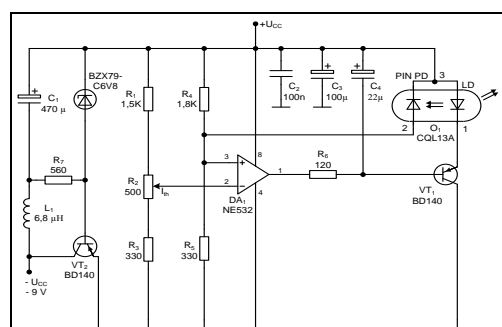 +U_CC
BZX79-
C6V8
C₁
470 μ
R₁
1,5K
R₄
1,8K
C₂
100n
C₃
100μ
C₄
22μ
PIN PD
3
LD
2
O₁
1
CQL13A
R₇
560
R₂
500
I_th
3
8
2
1
4
DA₁
NE532
R₆
120
VT₁
BD140
L₁
6,8 μH
R₃
330
R₅
330
VT₂
BD140
- U_CC
- 9 V